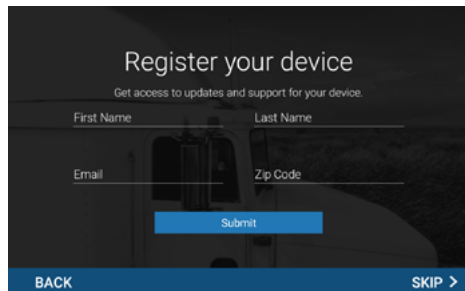 Register your device
Get access to updates and support for your device.
First Name Last Name
Email Zip Code
Submit
BACK SKIP >